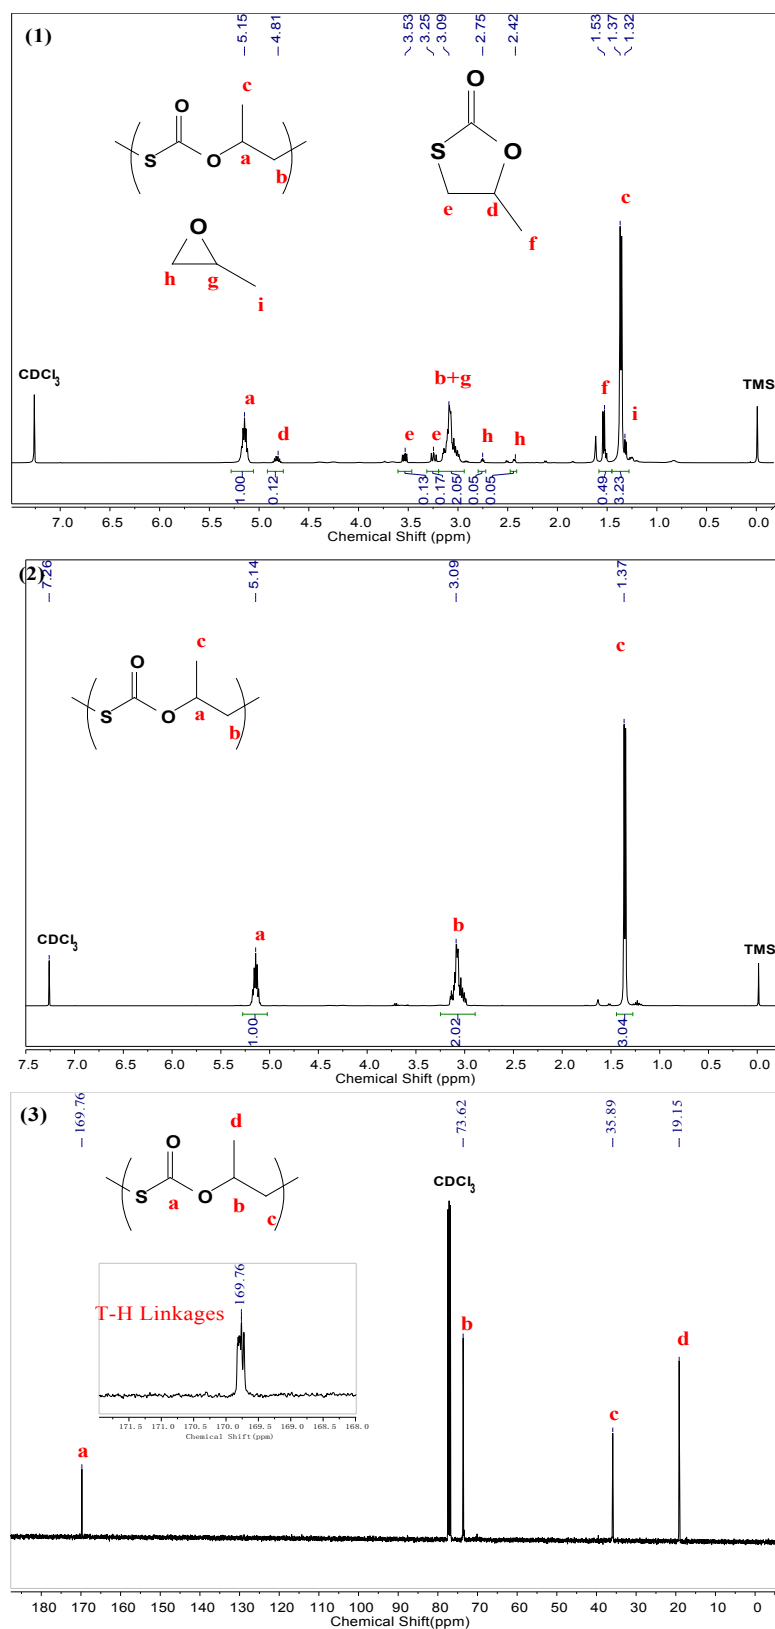 (1)
5.15
4.81
3.53
3.25
3.09
2.75
2.42
1.53
1.37
1.32
c
O
S
O
a
b
O
S
O
e
d
f
O
h
g
i
c
CDCl3
a
d
e
e
b+g
h
h
f
i
TMS
1.00
0.12
0.13
0.17
2.05
0.05
0.05
0.49
3.23
7.0 6.5 6.0 5.5 5.0 4.5 4.0 3.5 3.0 2.5 2.0 1.5 1.0 0.5 0.0
Chemical Shift (ppm)
(2)
7.26
5.14
3.09
1.37
c
O
S
O
a
b
c
CDCl3
a
b
TMS
1.00
2.02
3.04
7.5 7.0 6.5 6.0 5.5 5.0 4.5 4.0 3.5 3.0 2.5 2.0 1.5 1.0 0.5 0.0
Chemical Shift (ppm)
(3)
169.76
73.62
35.89
19.15
d
O
S
O
a
b
c
CDCl3
169.76
T-H Linkages
171.5 171.0 170.5 170.0 169.5 169.0 168.5 168.0
Chemical Shift(ppm)
a
b
c
d
180 170 160 150 140 130 120 110 100 90 80 70 60 50 40 30 20 10 0
Chemical Shift(ppm)